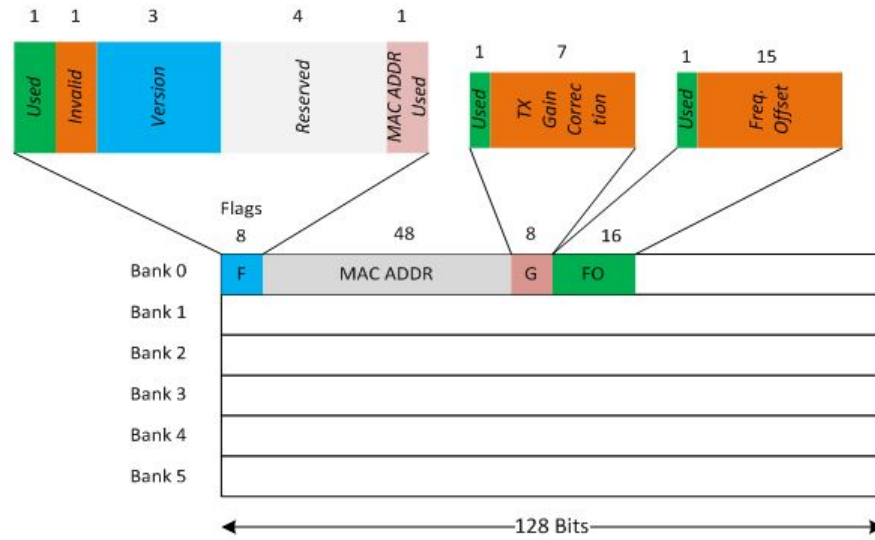 1 1 3 4 1
Used
Invalid
Version
Reserved
MAC ADDR
Used
1 7
Used
TX
Gain
Correc
tion
1 15
Used
Freq.
Offset
Flags
8 48 8 16
Bank 0 F MAC ADDR G FO
Bank 1
Bank 2
Bank 3
Bank 4
Bank 5
128 Bits